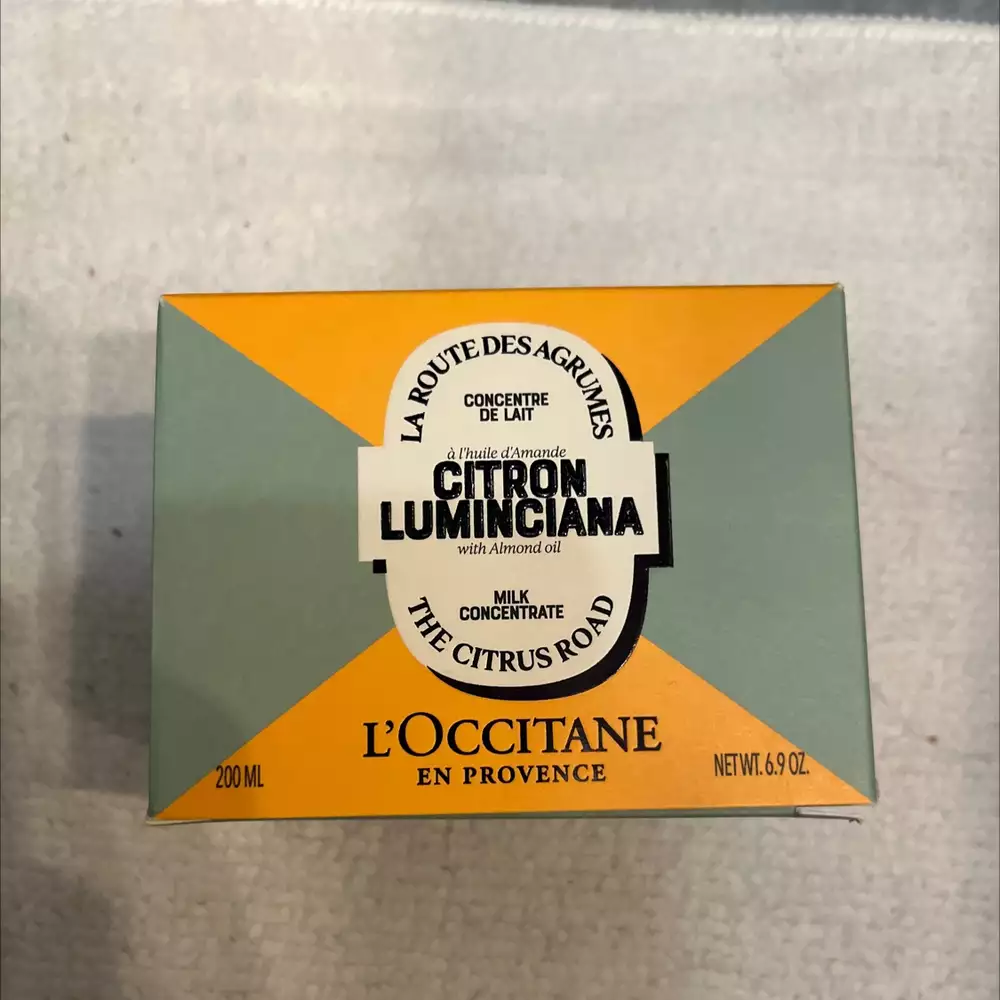 LA ROUTE DES AGRUMES
CONCENTRE
DE LAIT
à l'huile d'Amande
CITRON
LUMINCIANA
with Almond oil
MILK
CONCENTRATE
THE CITRUS ROAD
L'OCCITANE
EN PROVENCE
200 ML
NET WT. 6.9 OZ.